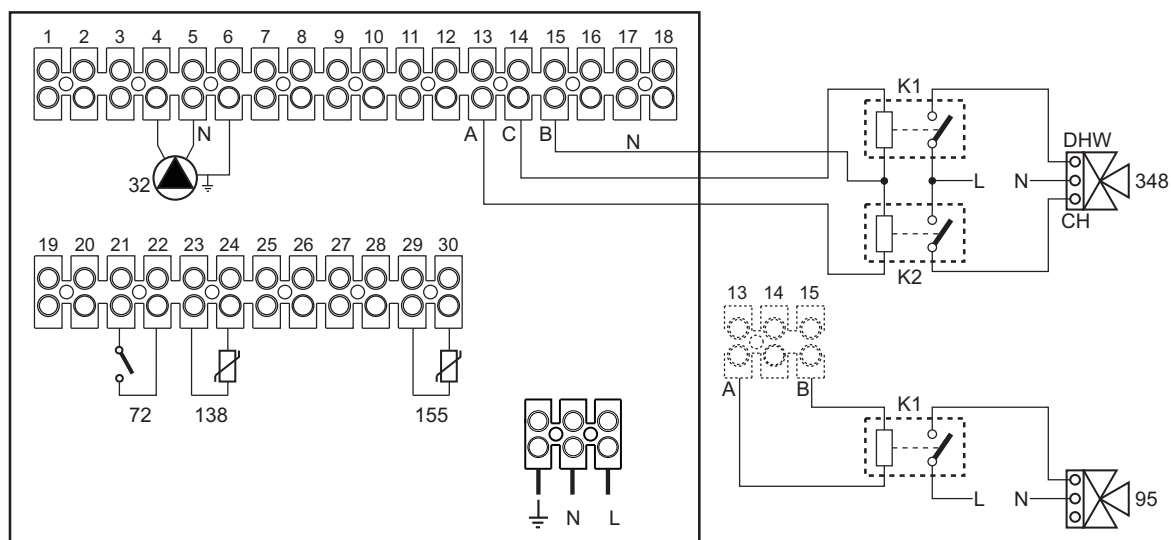 1 2 3 4 5 6 7 8 9 10 11 12 13 14 15 16 17 18
K1
N A C B N
DHW
32
L N 348
CH
K2
19 20 21 22 23 24 25 26 27 28 29 30
13 14 15
A B
72 138 155
K1
N L
L N 95